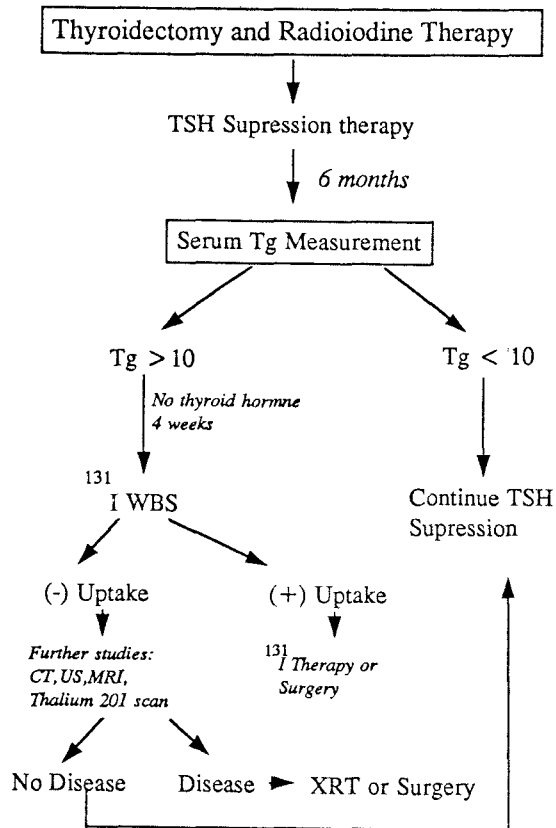 Thyroidectomy and Radioiodine Therapy
TSH Supression therapy
6 months
Serum Tg Measurement
Tg > 10
Tg < 10
No thyroid hormne
4 weeks
131
I WBS
Continue TSH
Supression
(-) Uptake
(+) Uptake
Further studies:
CT, US, MRI,
Thalium 201 scan
131
I Therapy or
Surgery
No Disease
Disease
XRT or Surgery